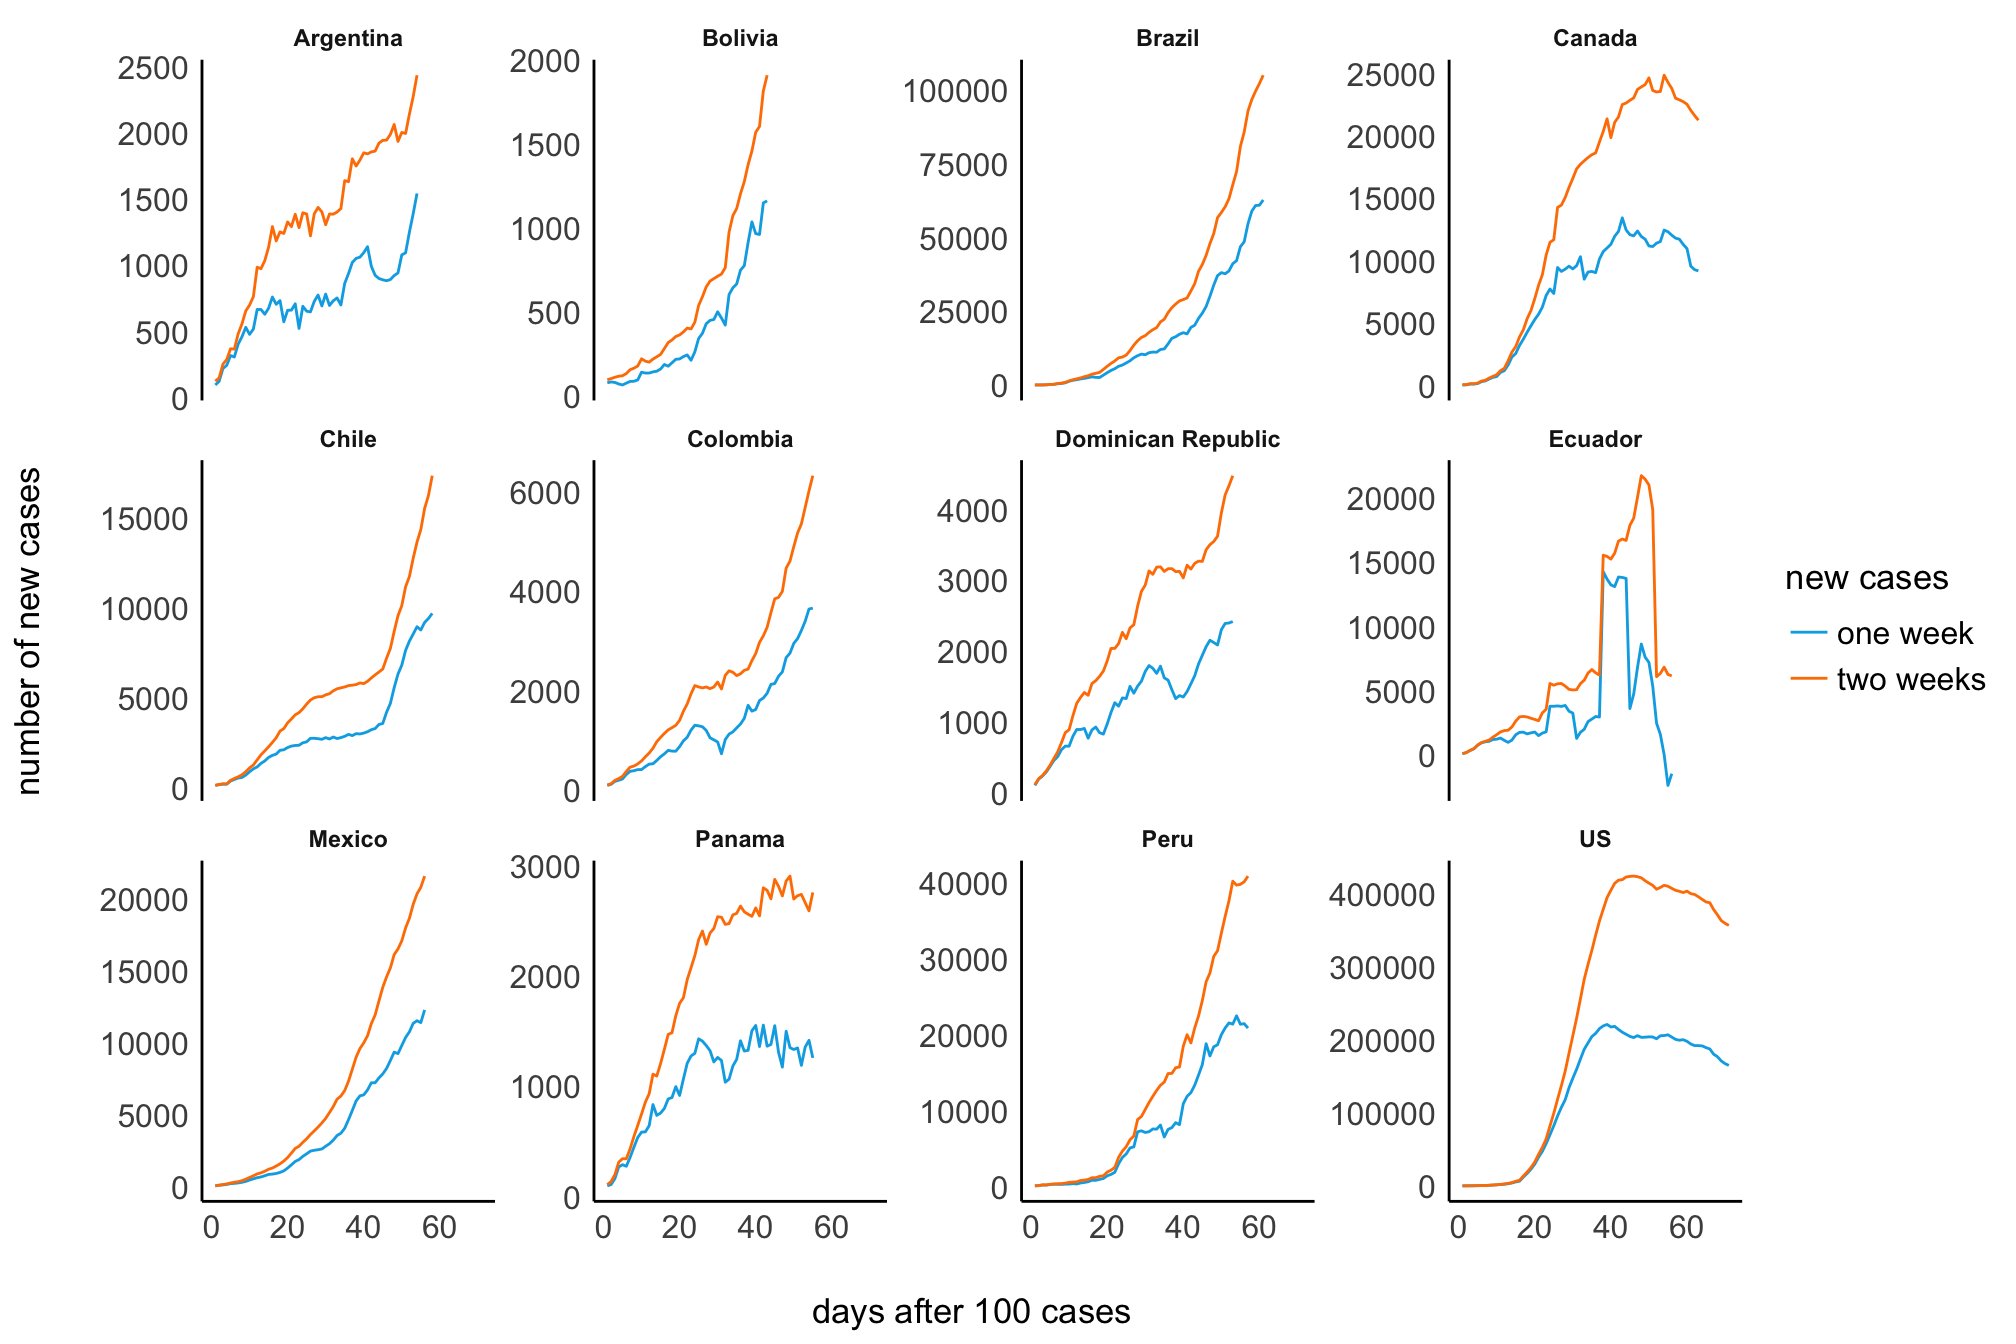 Argentina
Bolivia
Brazil
Canada
2500
2000
1500
1000
500
0
2000
1500
1000
500
0
100000
75000
50000
25000
0
25000
20000
15000
10000
5000
0
Chile
Colombia
Dominican Republic
Ecuador
15000
10000
5000
0
6000
4000
2000
0
4000
3000
2000
1000
0
20000
15000
10000
5000
0
number of new cases
new cases
one week
two weeks
Mexico
Panama
Peru
US
20000
15000
10000
5000
0
3000
2000
1000
0
40000
30000
20000
10000
0
400000
300000
200000
100000
0
0 20 40 60
0 20 40 60
0 20 40 60
0 20 40 60
days after 100 cases